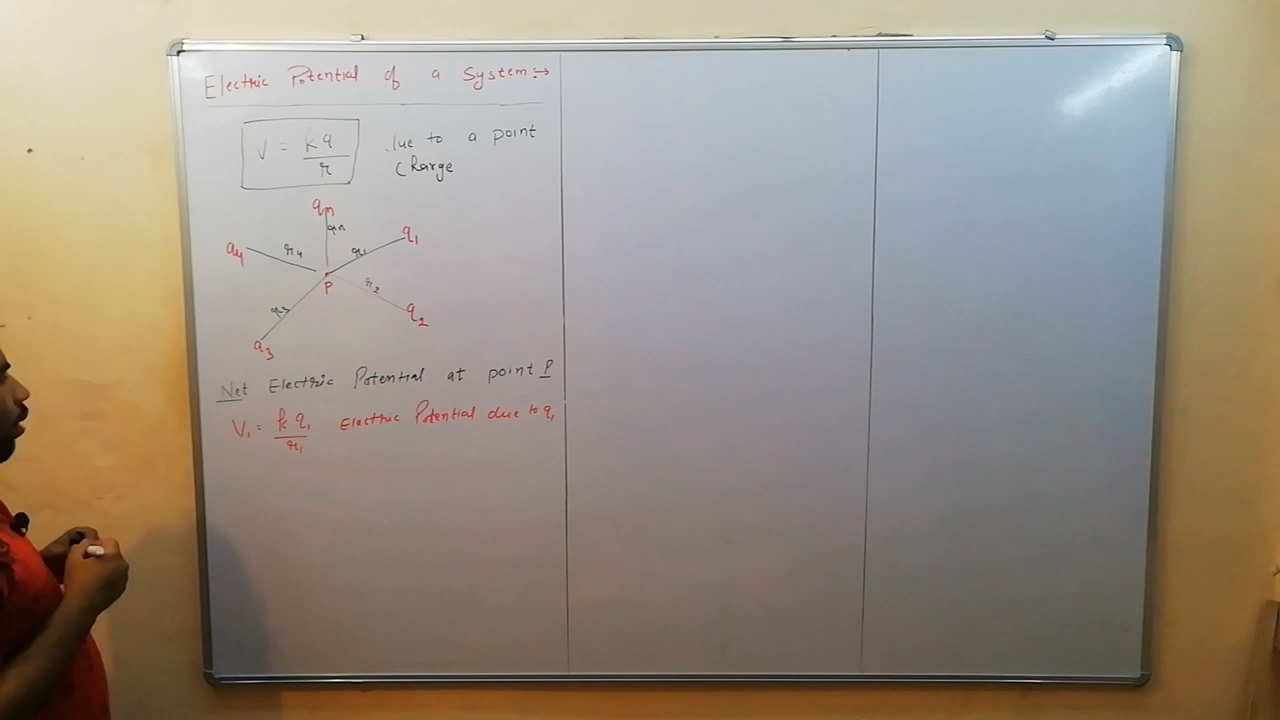 Electric Potential of a System:→
V = kq/r due to a point
charge
qn
rn
q1
q4
r4
r1
P
r2
r3
q2
q3
Net Electric Potential at point P
V1 = kq1/r1 Electric Potential due to q1